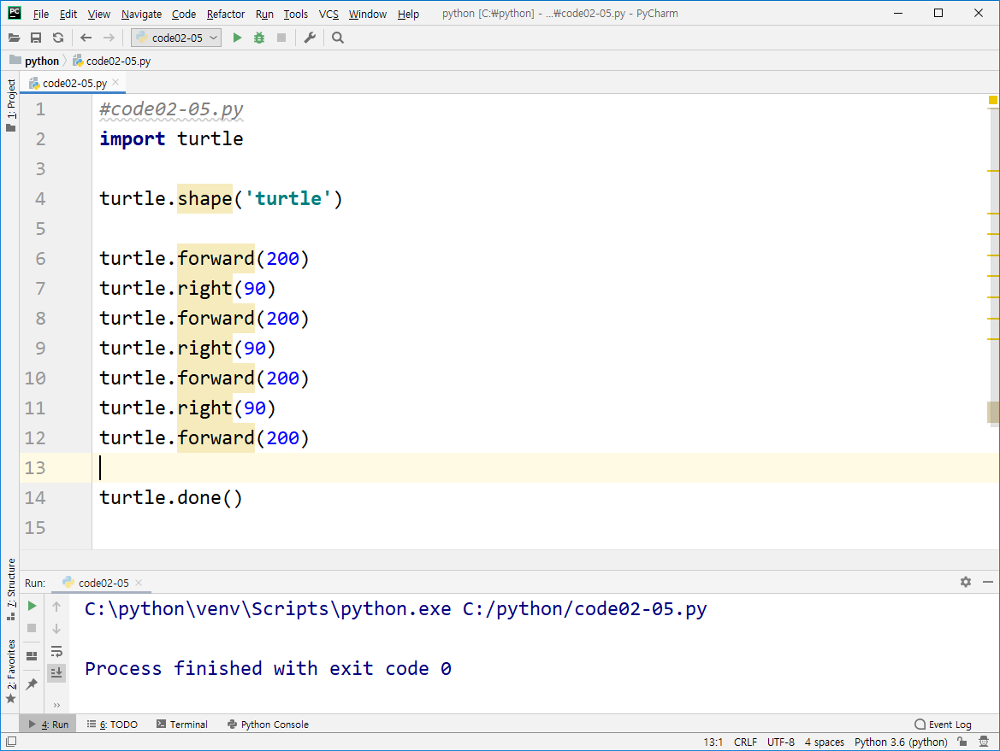 PC File Edit View Navigate Code Refactor Run Tools VCS Window Help python [C:₩python] - ...₩code02-05.py - PyCharm
code02-05
python code02-05.py
1: Project
code02-05.py
1 #code02-05.py
2 import turtle
3
4 turtle.shape('turtle')
5
6 turtle.forward(200)
7 turtle.right(90)
8 turtle.forward(200)
9 turtle.right(90)
10 turtle.forward(200)
11 turtle.right(90)
12 turtle.forward(200)
13
14 turtle.done()
15
7: Structure
2: Favorites
Run: code02-05
C:\python\venv\Scripts\python.exe C:/python/code02-05.py
Process finished with exit code 0
4: Run 6: TODO Terminal Python Console Event Log
13:1 CRLF UTF-8 4 spaces Python 3.6 (python)